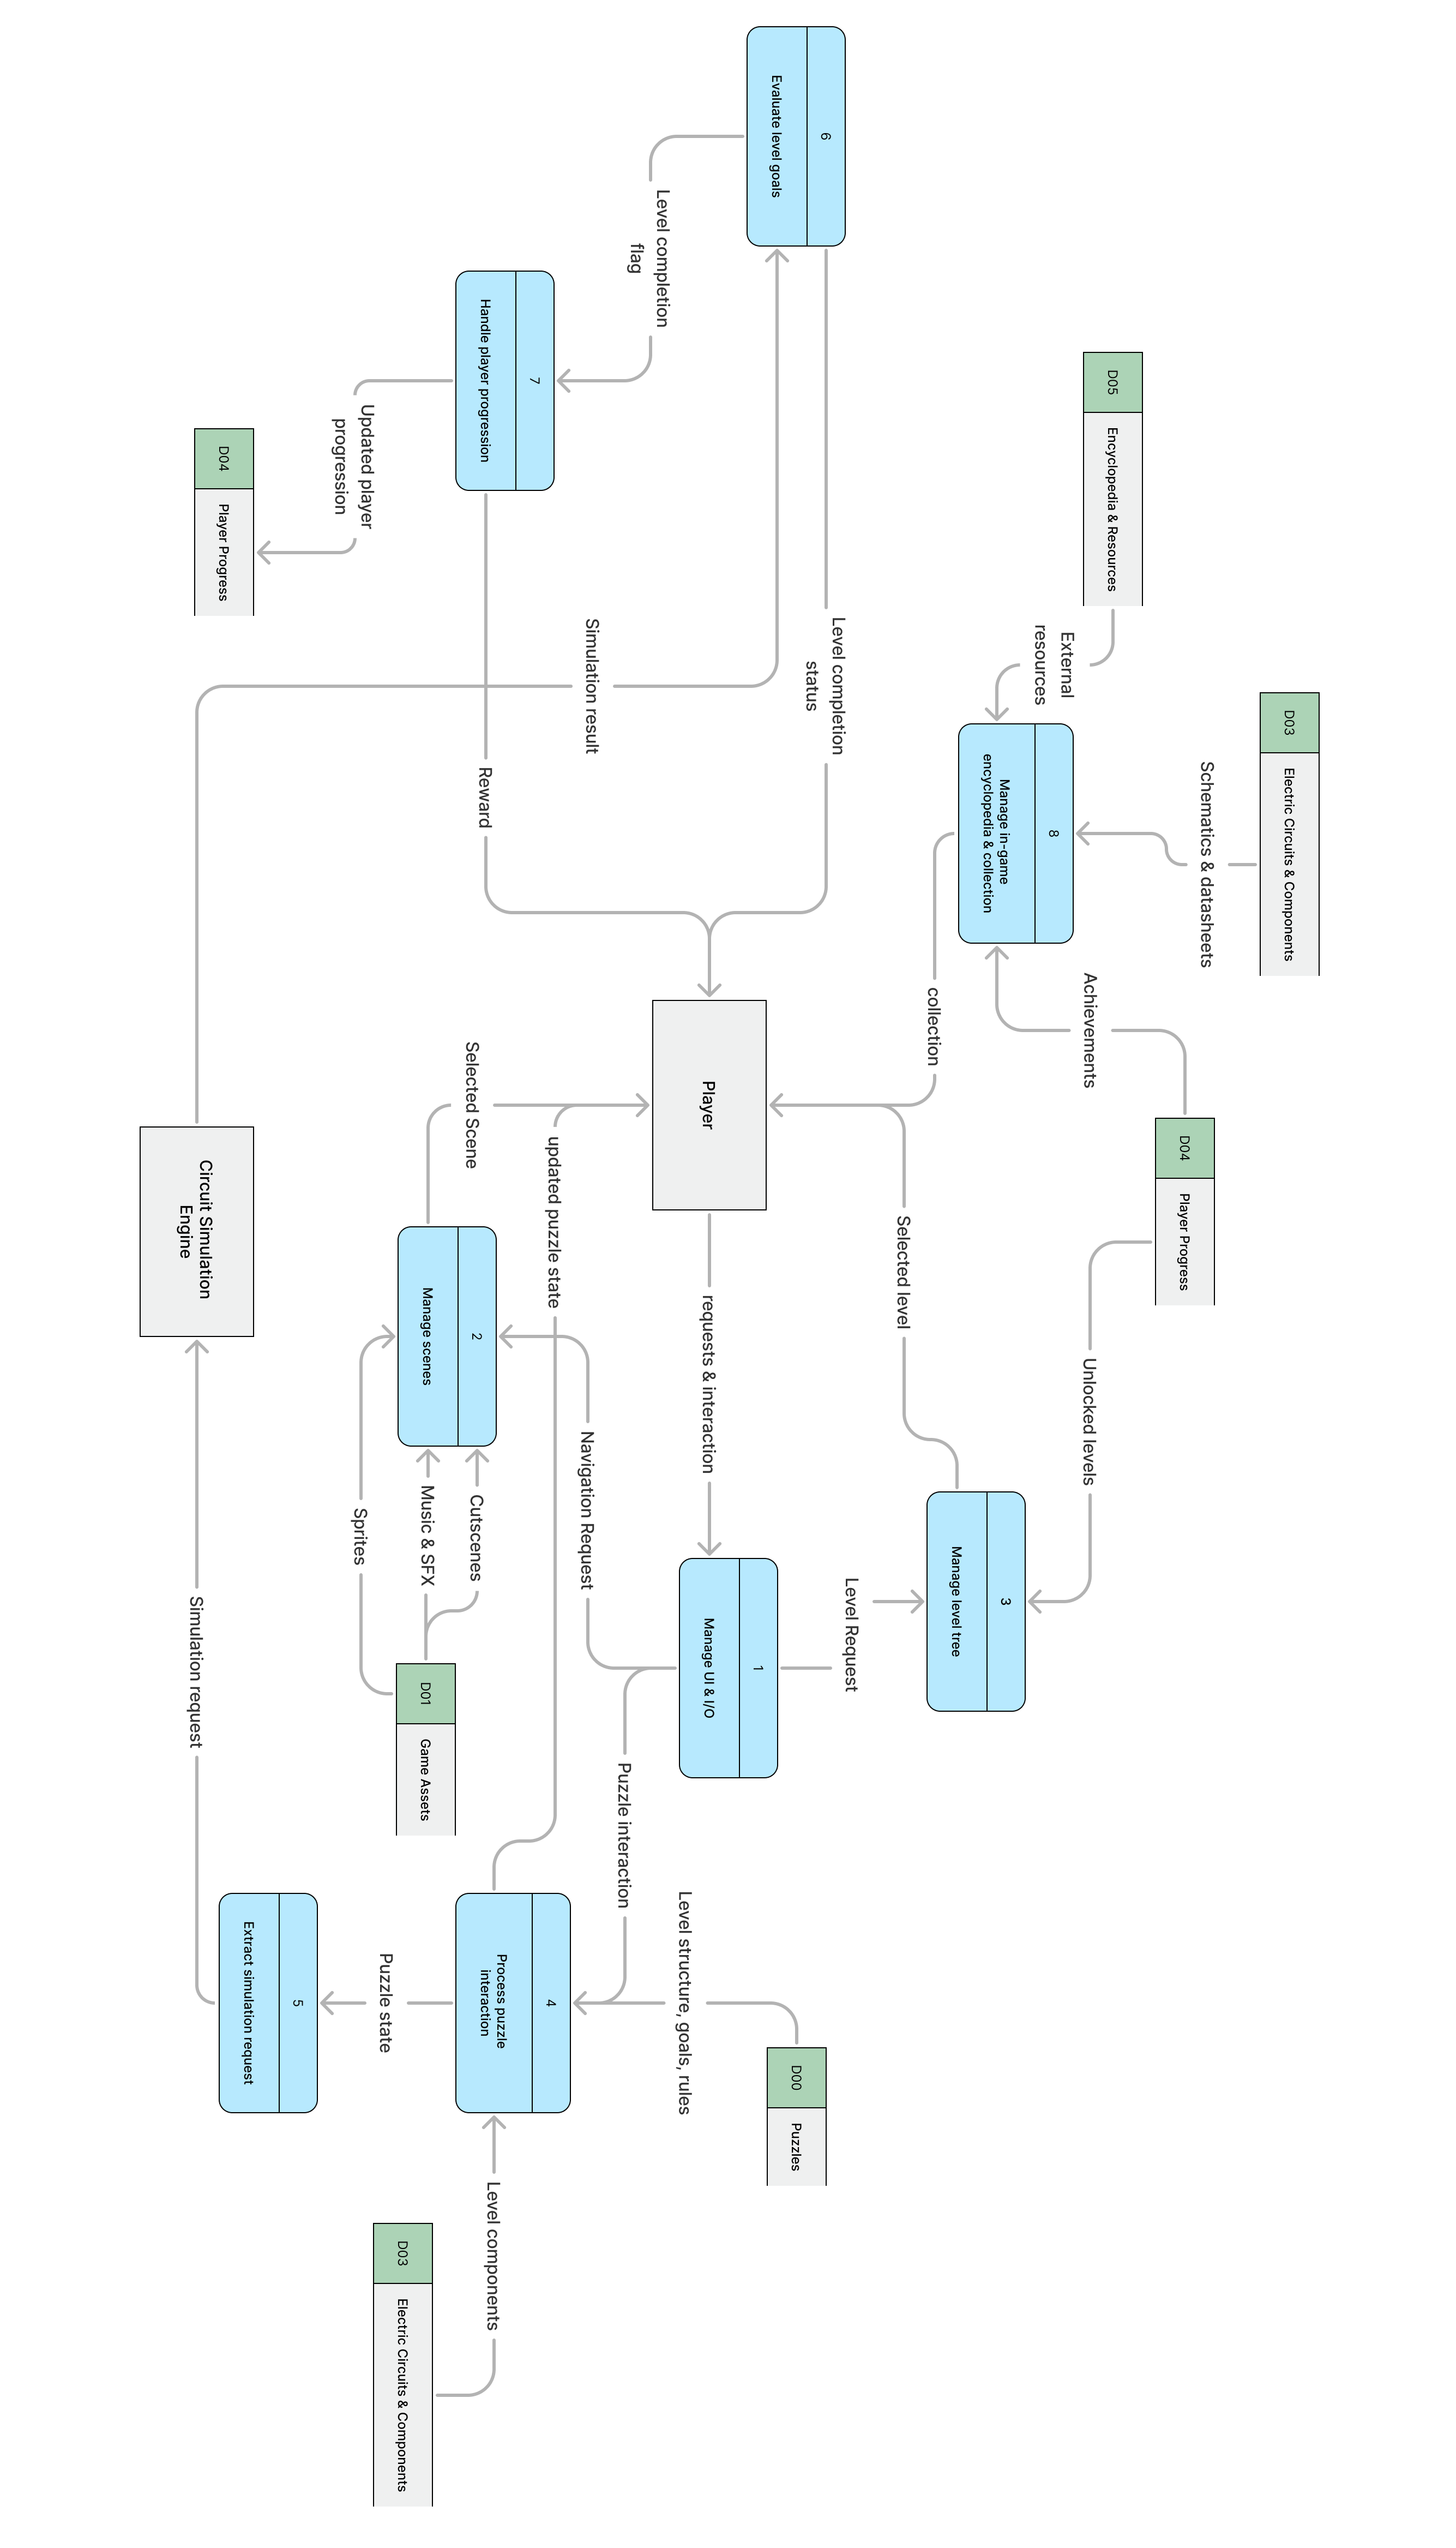 D03
Electric Circuits & Components
Schematics & datasheets
D04
Player Progress
D05
Encyclopedia & Resources
External
resources
Achievements
Unlocked levels
8
Manage in-game
encyclopedia & collection
3
Manage level tree
collection
Selected level
Level Request
Level completion
status
6
Evaluate level goals
D00
Puzzles
Player
requests & interaction
1
Manage UI & I/O
Level structure, goals, rules
Level completion
flag
Puzzle interaction
Simulation result
Navigation Request
updated puzzle state
7
Handle player progression
Reward
4
Process puzzle
interaction
Level components
Selected Scene
2
Manage scenes
Cutscenes
Music & SFX
Sprites
D01
Game Assets
D03
Electric Circuits & Components
Puzzle state
Updated player
progression
5
Extract simulation request
D04
Player Progress
Circuit Simulation
Engine
Simulation request